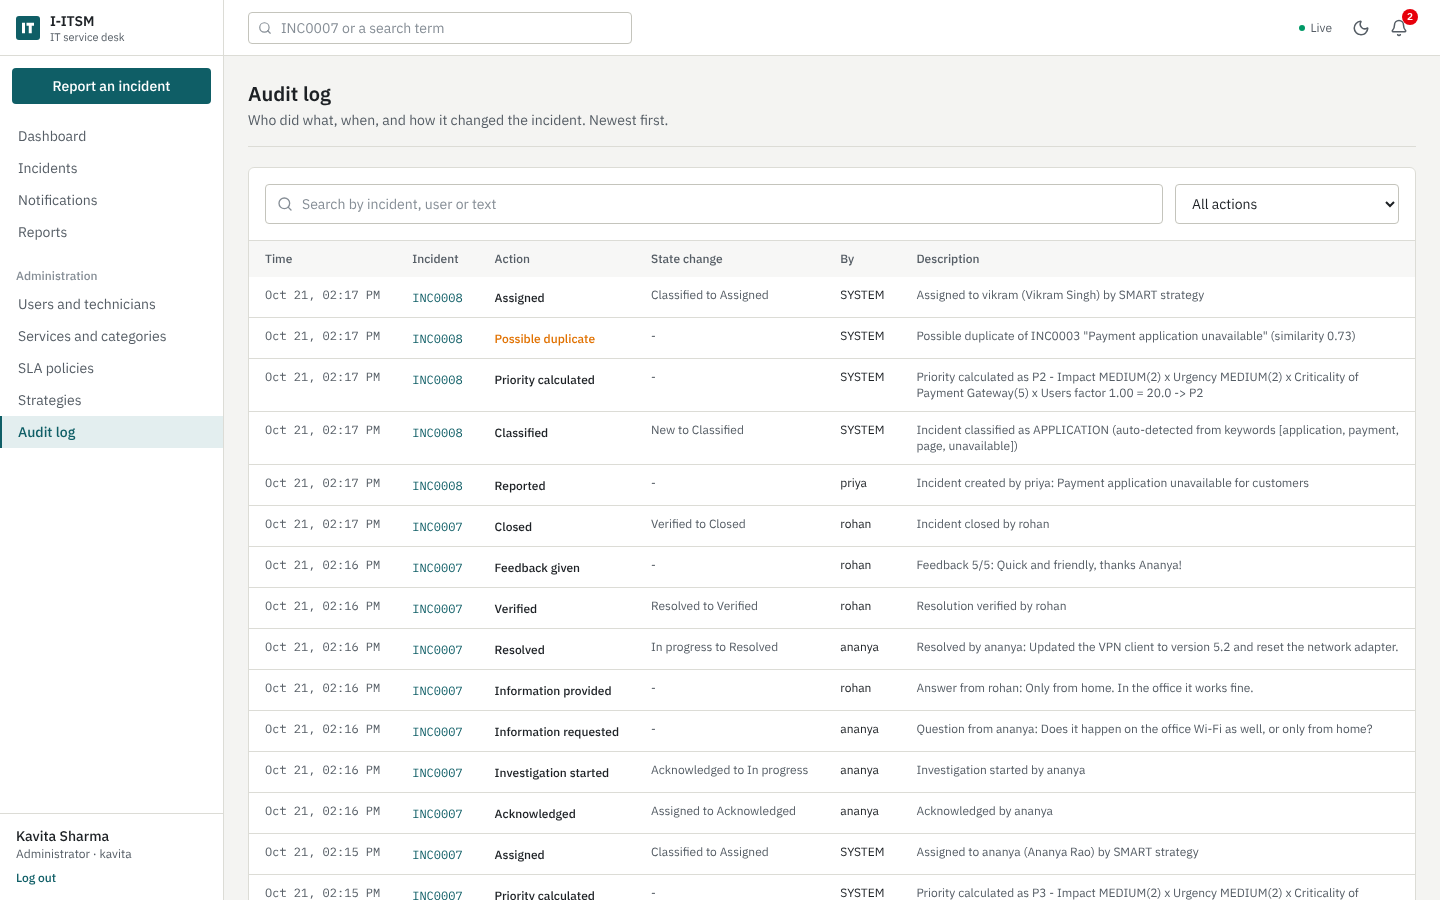 IT
I-ITSM
IT service desk
INC0007 or a search term
Live
2
Report an incident
Dashboard
Incidents
Notifications
Reports
Administration
Users and technicians
Services and categories
SLA policies
Strategies
Audit log
Kavita Sharma
Administrator · kavita
Log out
Audit log
Who did what, when, and how it changed the incident. Newest first.
Search by incident, user or text
All actions
Time Incident Action State change By Description
Oct 21, 02:17 PM INC0008 Assigned Classified to Assigned SYSTEM Assigned to vikram (Vikram Singh) by SMART strategy
Oct 21, 02:17 PM INC0008 Possible duplicate - SYSTEM Possible duplicate of INC0003 "Payment application unavailable" (similarity 0.73)
Oct 21, 02:17 PM INC0008 Priority calculated - SYSTEM Priority calculated as P2 - Impact MEDIUM(2) x Urgency MEDIUM(2) x Criticality of
Payment Gateway(5) x Users factor 1.00 = 20.0 -> P2
Oct 21, 02:17 PM INC0008 Classified New to Classified SYSTEM Incident classified as APPLICATION (auto-detected from keywords [application, payment,
page, unavailable])
Oct 21, 02:17 PM INC0008 Reported - priya Incident created by priya: Payment application unavailable for customers
Oct 21, 02:17 PM INC0007 Closed Verified to Closed rohan Incident closed by rohan
Oct 21, 02:16 PM INC0007 Feedback given - rohan Feedback 5/5: Quick and friendly, thanks Ananya!
Oct 21, 02:16 PM INC0007 Verified Resolved to Verified rohan Resolution verified by rohan
Oct 21, 02:16 PM INC0007 Resolved In progress to Resolved ananya Resolved by ananya: Updated the VPN client to version 5.2 and reset the network adapter.
Oct 21, 02:16 PM INC0007 Information provided - rohan Answer from rohan: Only from home. In the office it works fine.
Oct 21, 02:16 PM INC0007 Information requested - ananya Question from ananya: Does it happen on the office Wi-Fi as well, or only from home?
Oct 21, 02:16 PM INC0007 Investigation started Acknowledged to In progress ananya Investigation started by ananya
Oct 21, 02:16 PM INC0007 Acknowledged Assigned to Acknowledged ananya Acknowledged by ananya
Oct 21, 02:15 PM INC0007 Assigned Classified to Assigned SYSTEM Assigned to ananya (Ananya Rao) by SMART strategy
Oct 21, 02:15 PM INC0007 Priority calculated - SYSTEM Priority calculated as P3 - Impact MEDIUM(2) x Urgency MEDIUM(2) x Criticality of